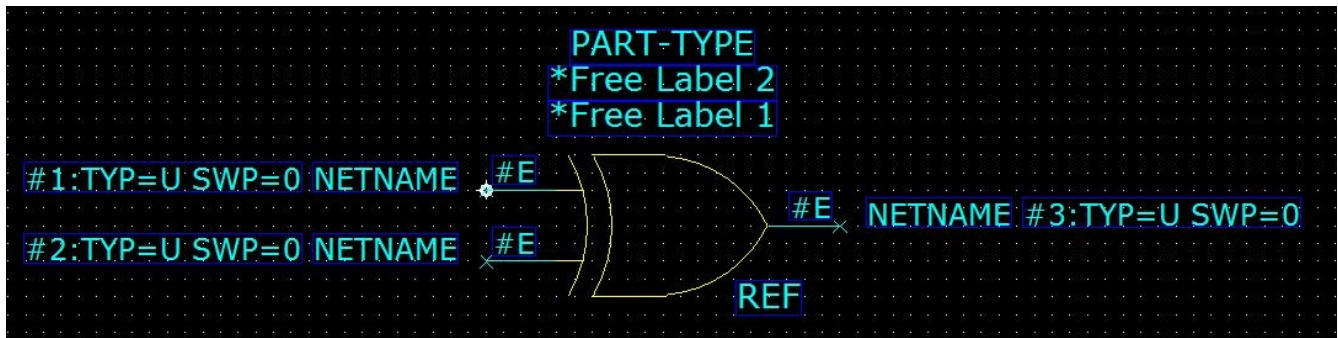 PART-TYPE
*Free Label 2
*Free Label 1
#1:TYP=U SWP=0 NETNAME #E
#E NETNAME #3:TYP=U SWP=0
#2:TYP=U SWP=0 NETNAME #E
REF